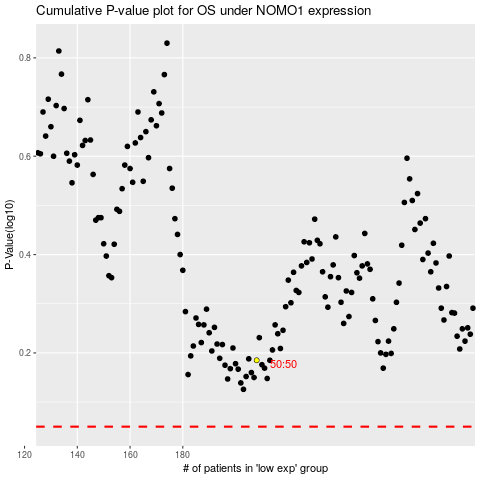 Cumulative P-value plot for OS under NOMO1 expression
P-Value(log10)
0.8
0.6
0.4
0.2
50:50
120 140 160 180
# of patients in 'low exp' group